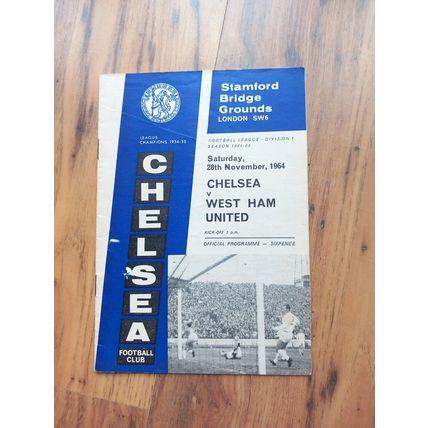 Stamford
Bridge
Grounds
LONDON SW6
LEAGUE
CHAMPIONS 1954-55
FOOTBALL LEAGUE - DIVISION 1
SEASON 1964-65
Saturday,
28th November, 1964
CHELSEA
v
WEST HAM
UNITED
KICK-OFF 3 p.m.
OFFICIAL PROGRAMME — SIXPENCE
CHELSEA
FOOTBALL
CLUB